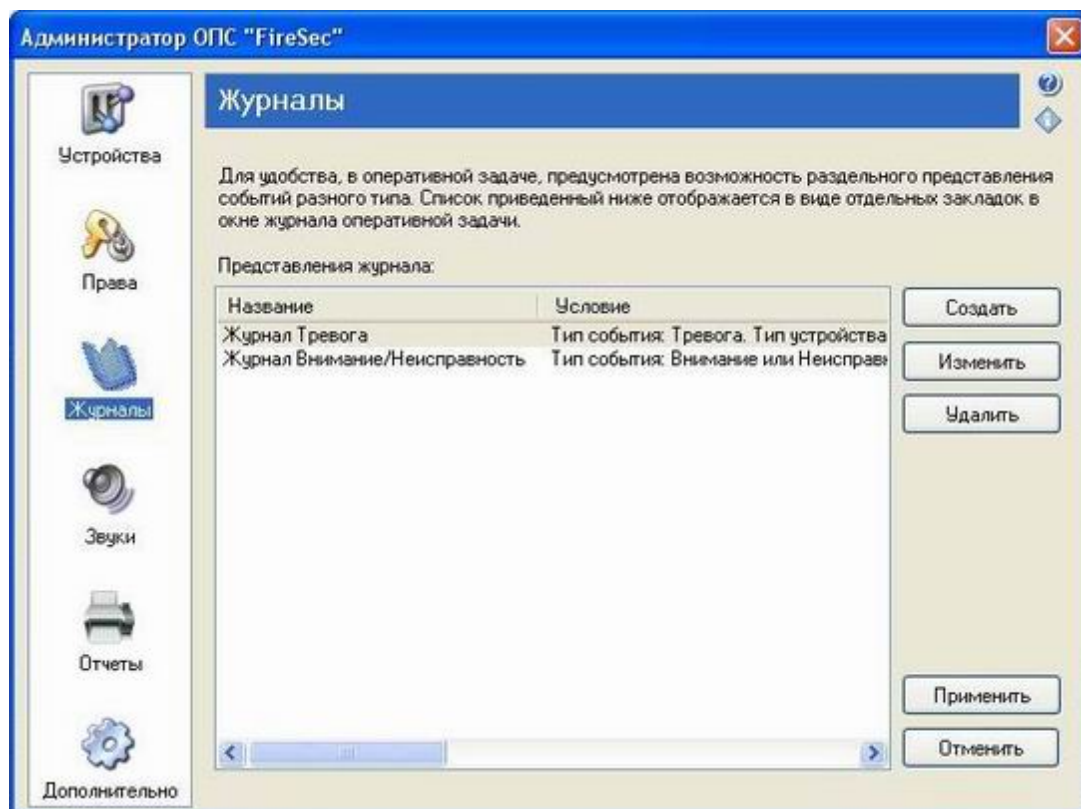 Администратор ОПС "FireSec"
Устройства
Права
Журналы
Звуки
Отчеты
Дополнительно
Журналы
Для удобства, в оперативной задаче, предусмотрена возможность раздельного представления
событий разного типа. Список приведенный ниже отображается в виде отдельных закладок в
окне журнала оперативной задачи.
Представления журнала:
Название Условие
Журнал Тревога Тип события: Тревога. Тип устройства
Журнал Внимание/Неисправность Тип события: Внимание или Неисправн
Создать
Изменить
Удалить
Применить
Отменить